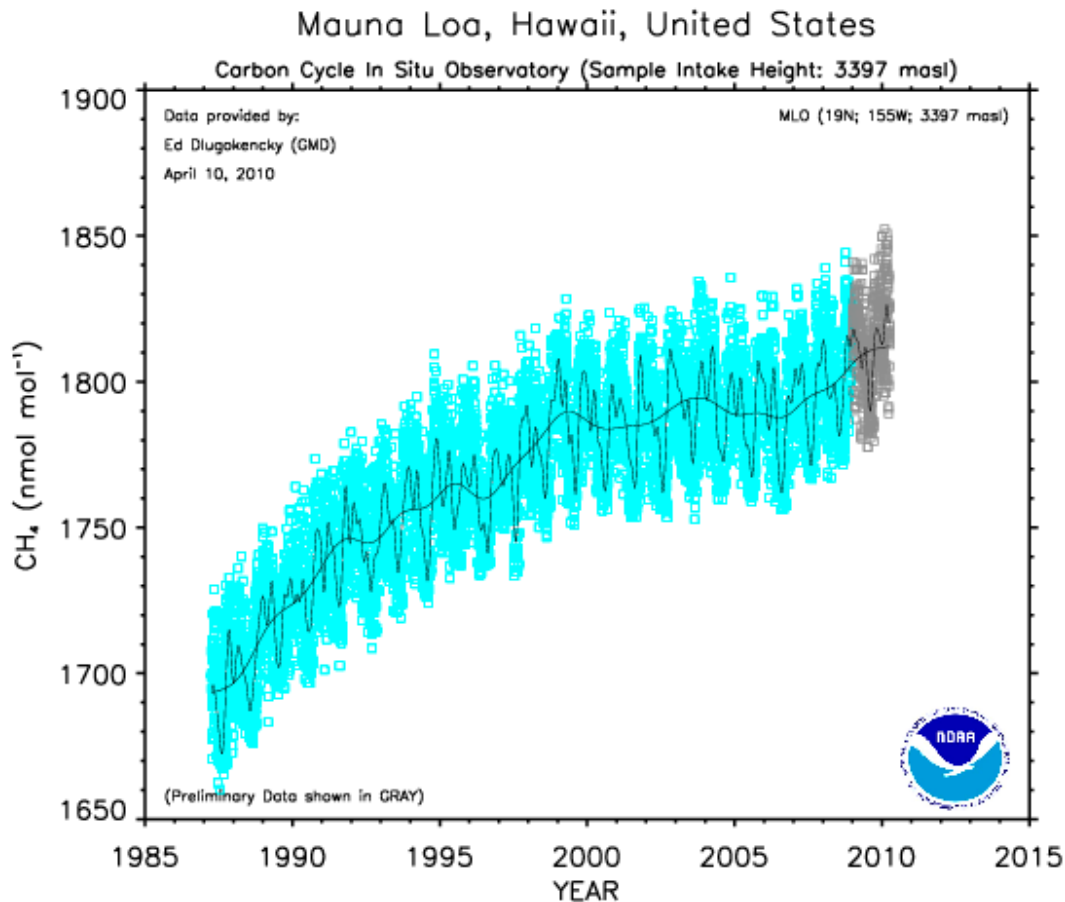 Mauna Loa, Hawaii, United States
Carbon Cycle In Situ Observatory (Sample Intake Height: 3397 masl)
Data provided by:
Ed Dlugokencky (GMD)
April 10, 2010
MLO (19N; 155W; 3397 masl)
1900
1850
1800
1750
1700
1650
CH₄ (nmol mol⁻¹)
(Preliminary Data shown in GRAY)
NOAA
1985 1990 1995 2000 2005 2010 2015
YEAR